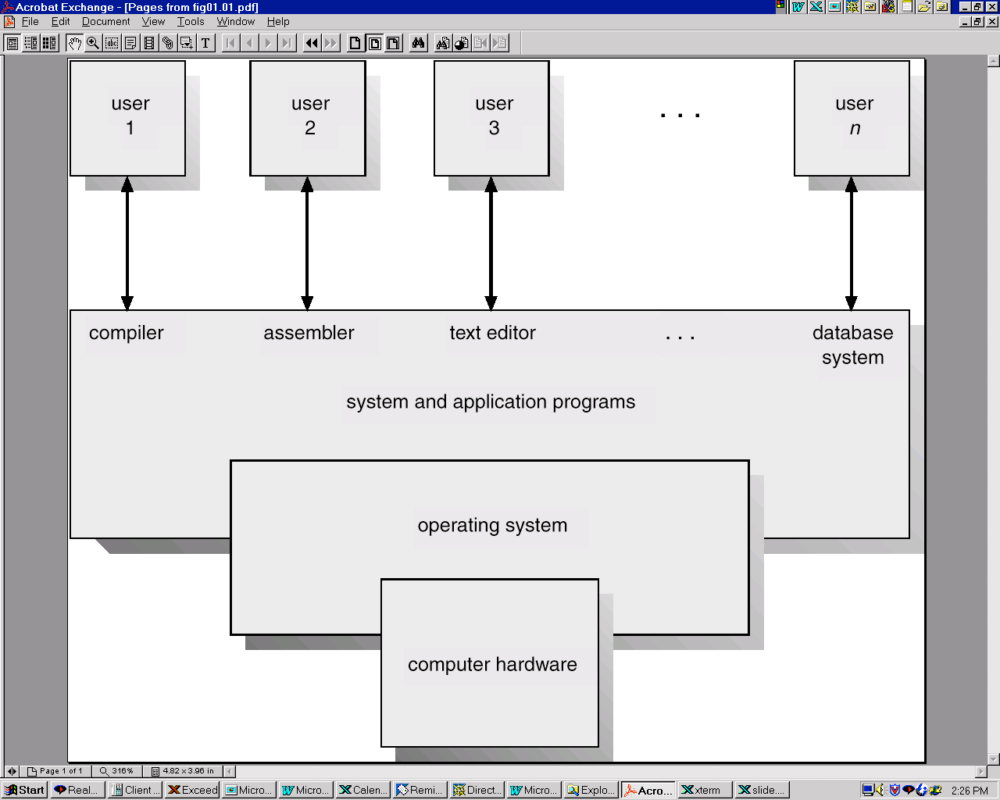 Acrobat Exchange - [Pages from fig01.01.pdf]
File Edit Document View Tools Window Help
user
1
user
2
user
3
. . .
user
n
compiler
assembler
text editor
. . .
database
system
system and application programs
operating system
computer hardware
Page 1 of 1
316%
4.82 x 3.96 in
Start
Real...
Client ...
Exceed
Micro...
Micro...
Calen...
Remi...
Direct...
Micro...
Explo...
Acro...
xterm
slide....
2:26 PM